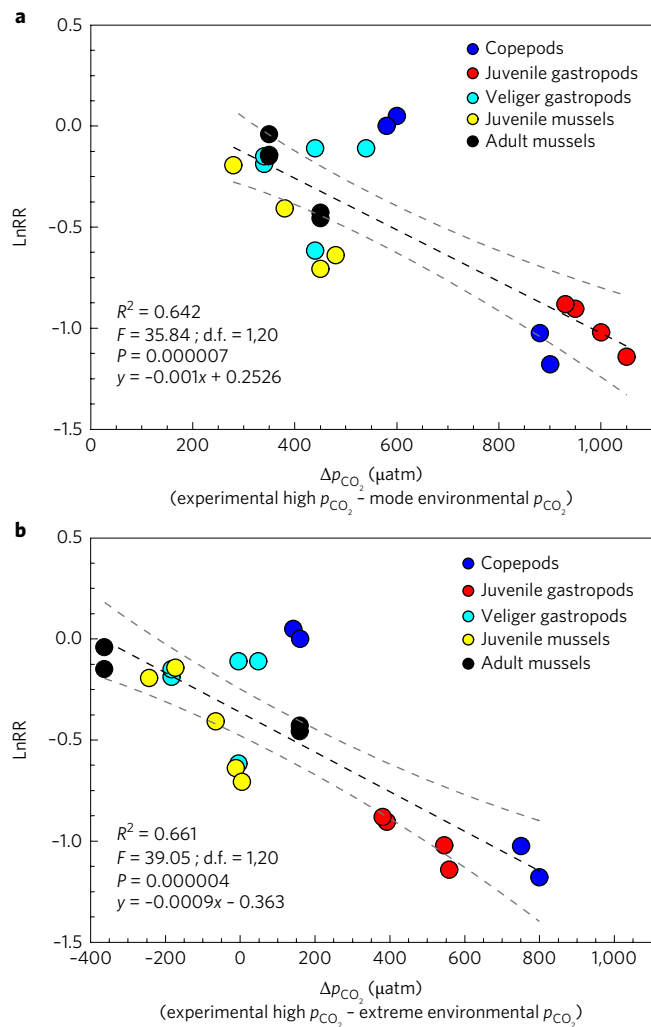 a
0.5
0.0
−0.5
−1.0
−1.5
LnRR
Copepods
Juvenile gastropods
Veliger gastropods
Juvenile mussels
Adult mussels
R² = 0.642
F = 35.84 ; d.f. = 1,20
P = 0.000007
y = −0.001x + 0.2526
0 200 400 600 800 1,000
Δp_CO₂ (μatm)
(experimental high p_CO₂ – mode environmental p_CO₂)
b
0.5
0.0
−0.5
−1.0
−1.5
LnRR
Copepods
Juvenile gastropods
Veliger gastropods
Juvenile mussels
Adult mussels
R² = 0.661
F = 39.05 ; d.f. = 1,20
P = 0.000004
y = −0.0009x − 0.363
−400 −200 0 200 400 600 800 1,000
Δp_CO₂ (μatm)
(experimental high p_CO₂ – extreme environmental p_CO₂)